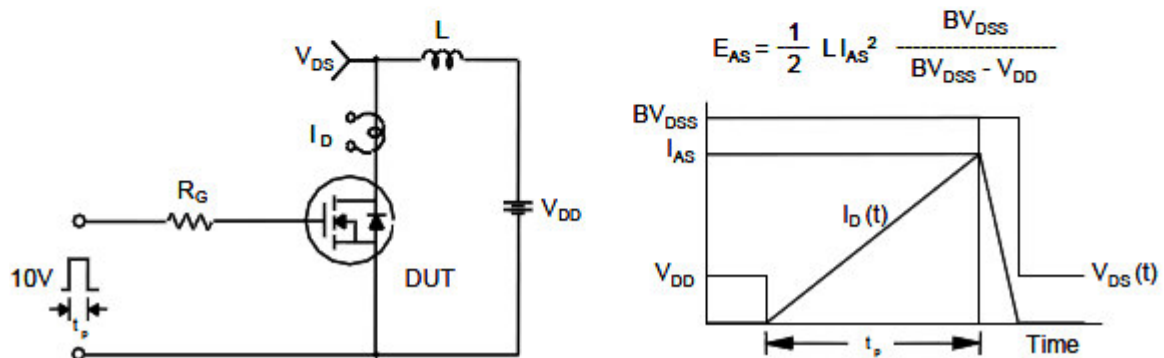 V_DS
L
I_D
R_G
V_DD
10V
t_p
DUT
E_AS = 1/2 L I_AS² BV_DSS / BV_DSS - V_DD
BV_DSS
I_AS
I_D (t)
V_DD
V_DS (t)
t_p
Time